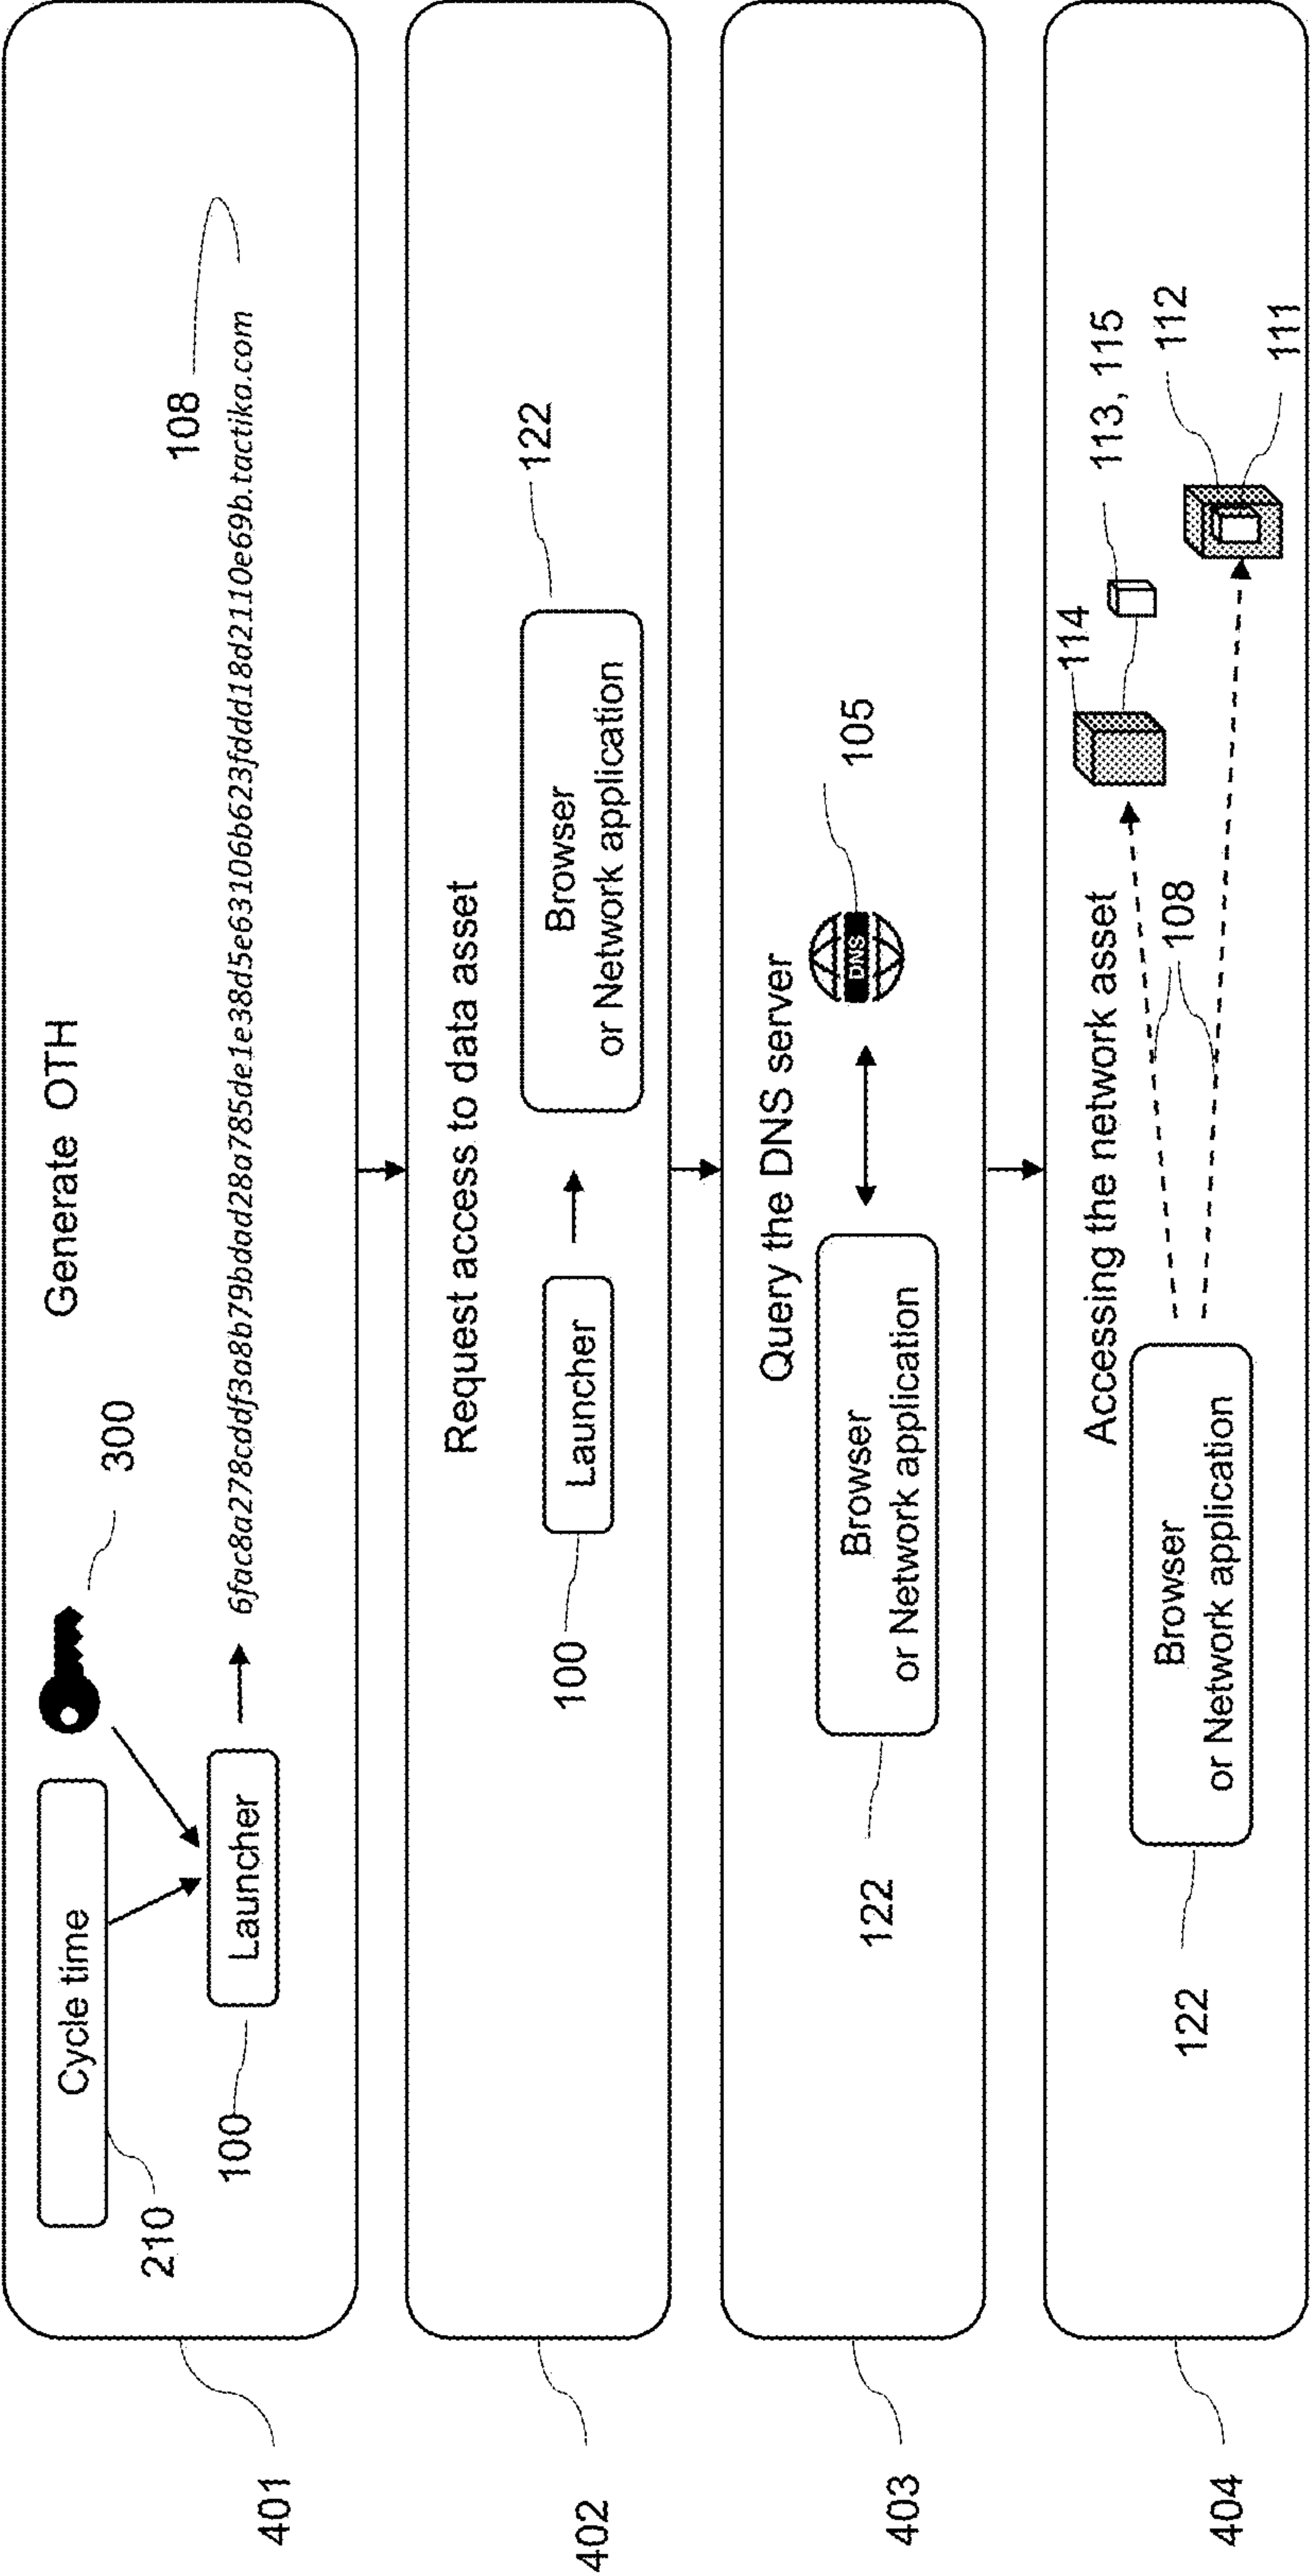 Generate OTH
Cycle time
300
210
Launcher
100
6fac8a278cddf3a8b79bdad28a785de1e38d5e63106b623fddd18d2110e69b.tactika.com
108
401
Request access to data asset
100
Launcher
Browser
or Network application
122
402
Query the DNS server
122
Browser
or Network application
DNS
105
403
Accessing the network asset
122
Browser
or Network application
108
114
113, 115
112
111
404